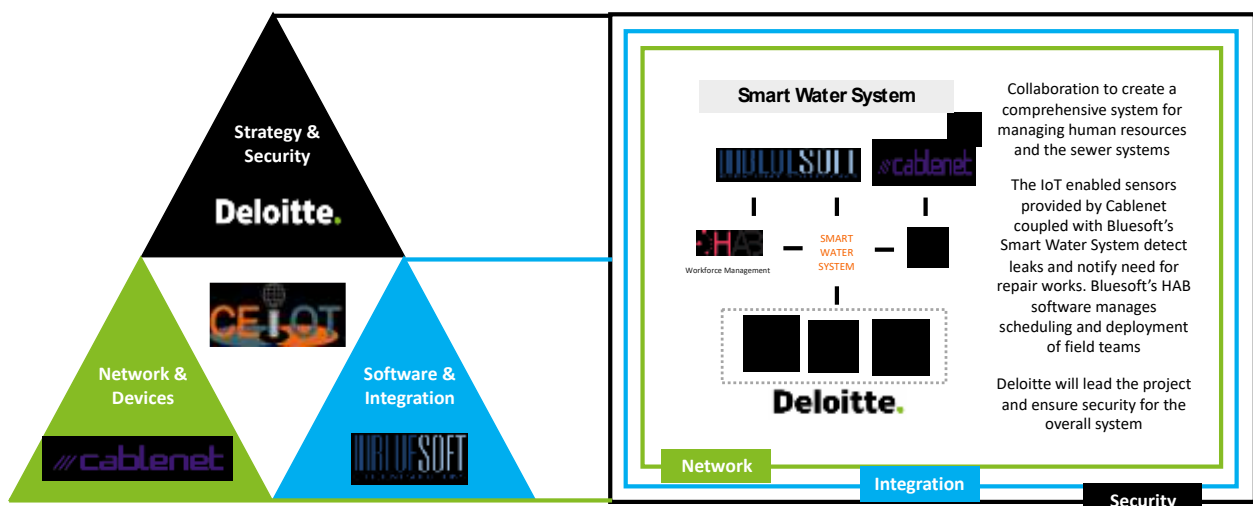 Strategy &
Security
Deloitte.
CEIOT
Network &
Devices
cablenet
Software &
Integration
BLUESOFT
Smart Water System
BLUESOFT
cablenet
SMART
WATER
SYSTEM
HAB
Workforce Management
Deloitte.
Collaboration to create a
comprehensive system for
managing human resources
and the sewer systems
The IoT enabled sensors
provided by Cablenet
coupled with Bluesoft's
Smart Water System detect
leaks and notify need for
repair works. Bluesoft's HAB
software manages
scheduling and deployment
of field teams
Deloitte will lead the project
and ensure security for the
overall system
Network
Integration
Security